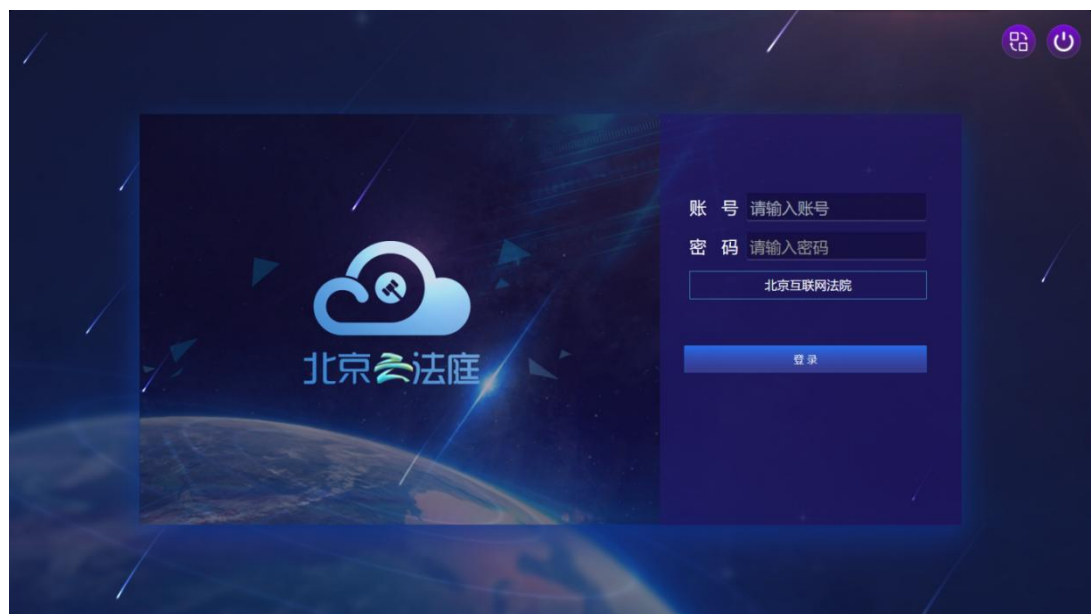 账 号 请输入账号
密 码 请输入密码
北京互联网法院
登 录
北京云法庭